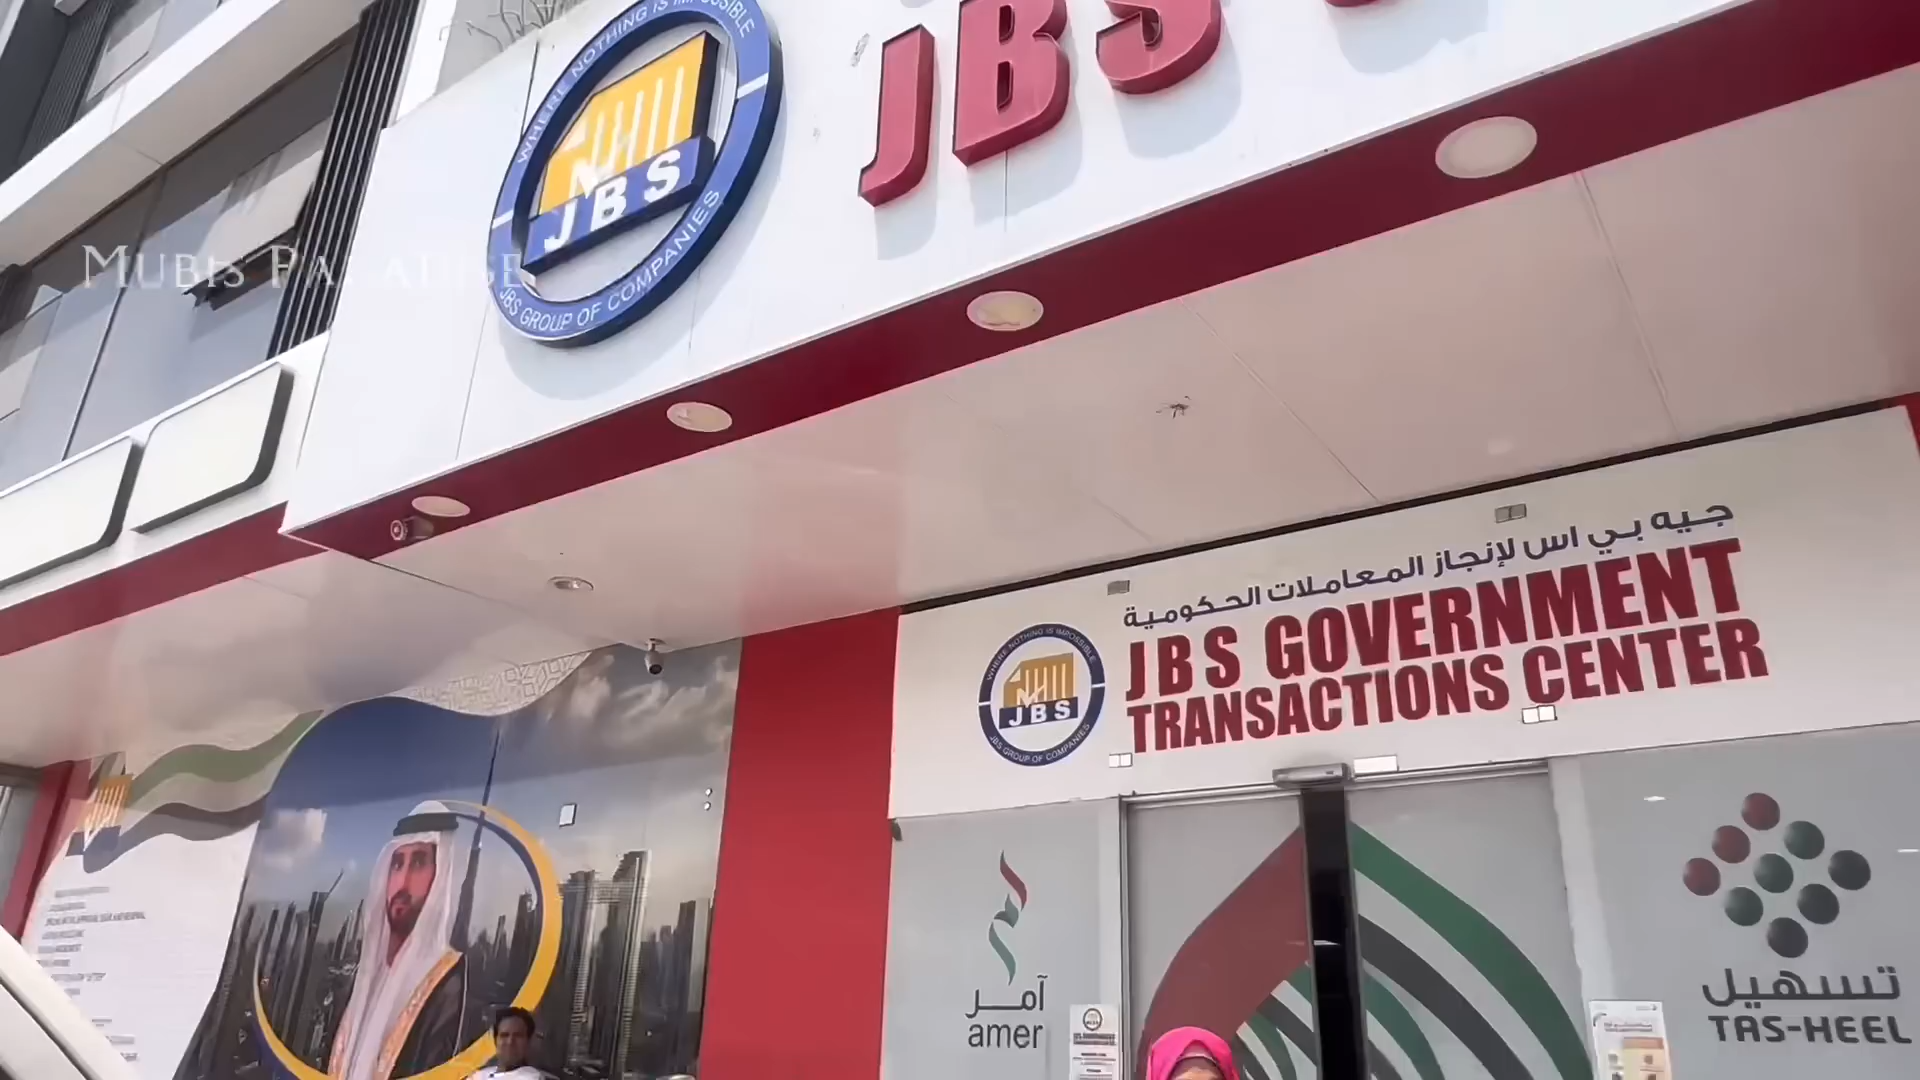 WHERE NOTHING IS IMPOSSIBLE
JBS
JBS GROUP OF COMPANIES
JBS
MUBIS PARADISE
جيه بي اس لإنجاز المعاملات الحكومية
JBS GOVERNMENT
TRANSACTIONS CENTER
WHERE NOTHING IS IMPOSSIBLE
JBS
JBS GROUP OF COMPANIES
آمر
amer
تسهيل
TAS-HEEL